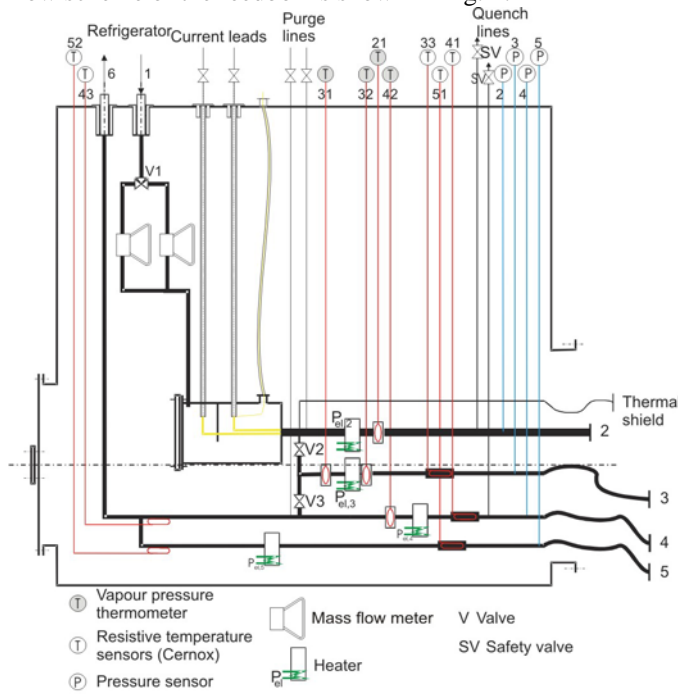 52
Refrigerator
Current leads
Purge
lines
Quench
lines
21
33
41
3
5
SV
43
6
1
31
32
42
51
SV
2
4
V1
Thermal
shield
Pel,2
2
V2
Pel,3
V3
3
4
5
Vapour pressure
thermometer
Resistive temperature
sensors (Cernox)
Pressure sensor
Mass flow meter
Heater
V Valve
SV Safety valve
T
T
P
Pel